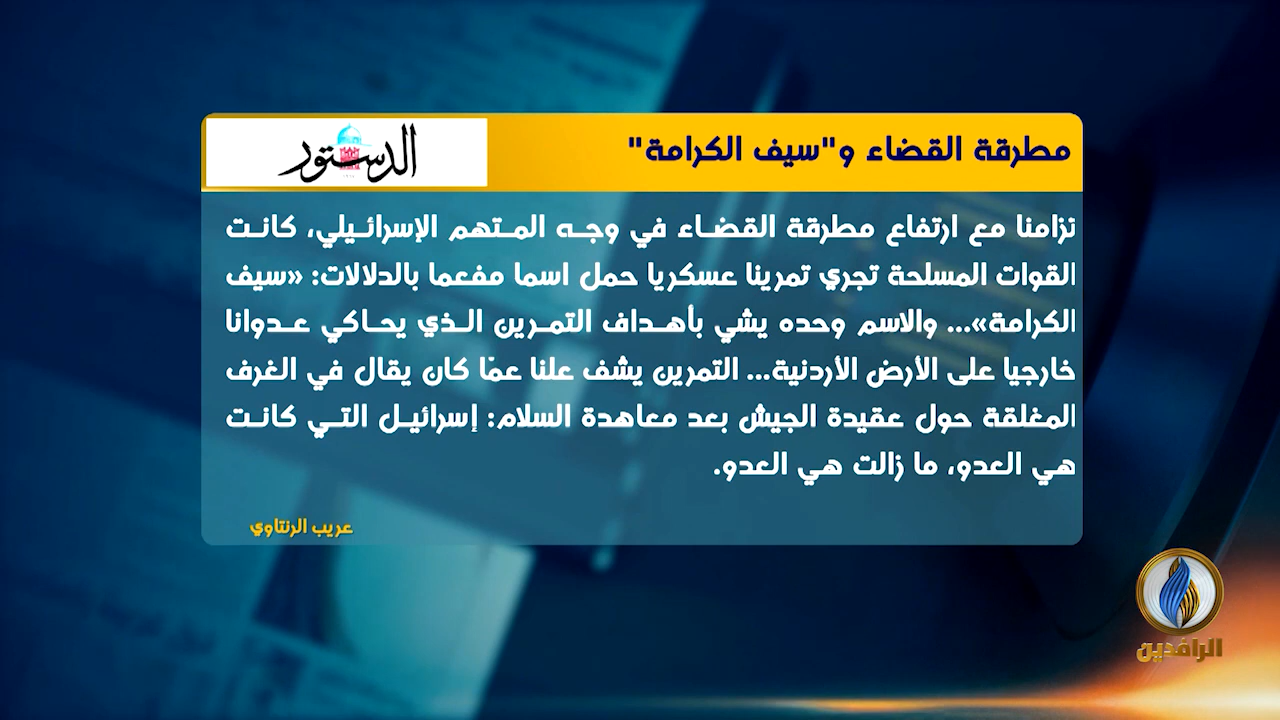 مطرقة القضاء و"سيف الكرامة"
الدستور
تزامنا مع ارتفاع مطرقة القضاء في وجه المتهم الإسرائيلي، كانت
القوات المسلحة تجري تمرينا عسكريا حمل اسما مفعما بالدلالات: «سيف
الكرامة»... والاسم وحده يشي بأهداف التمرين الذي يحاكي عدوانا
خارجيا على الأرض الأردنية... التمرين يشف علنا عمّا كان يقال في الغرف
المغلقة حول عقيدة الجيش بعد معاهدة السلام: إسرائيل التي كانت
هي العدو، ما زالت هي العدو.
عريب الرنتاوي
الرافدين